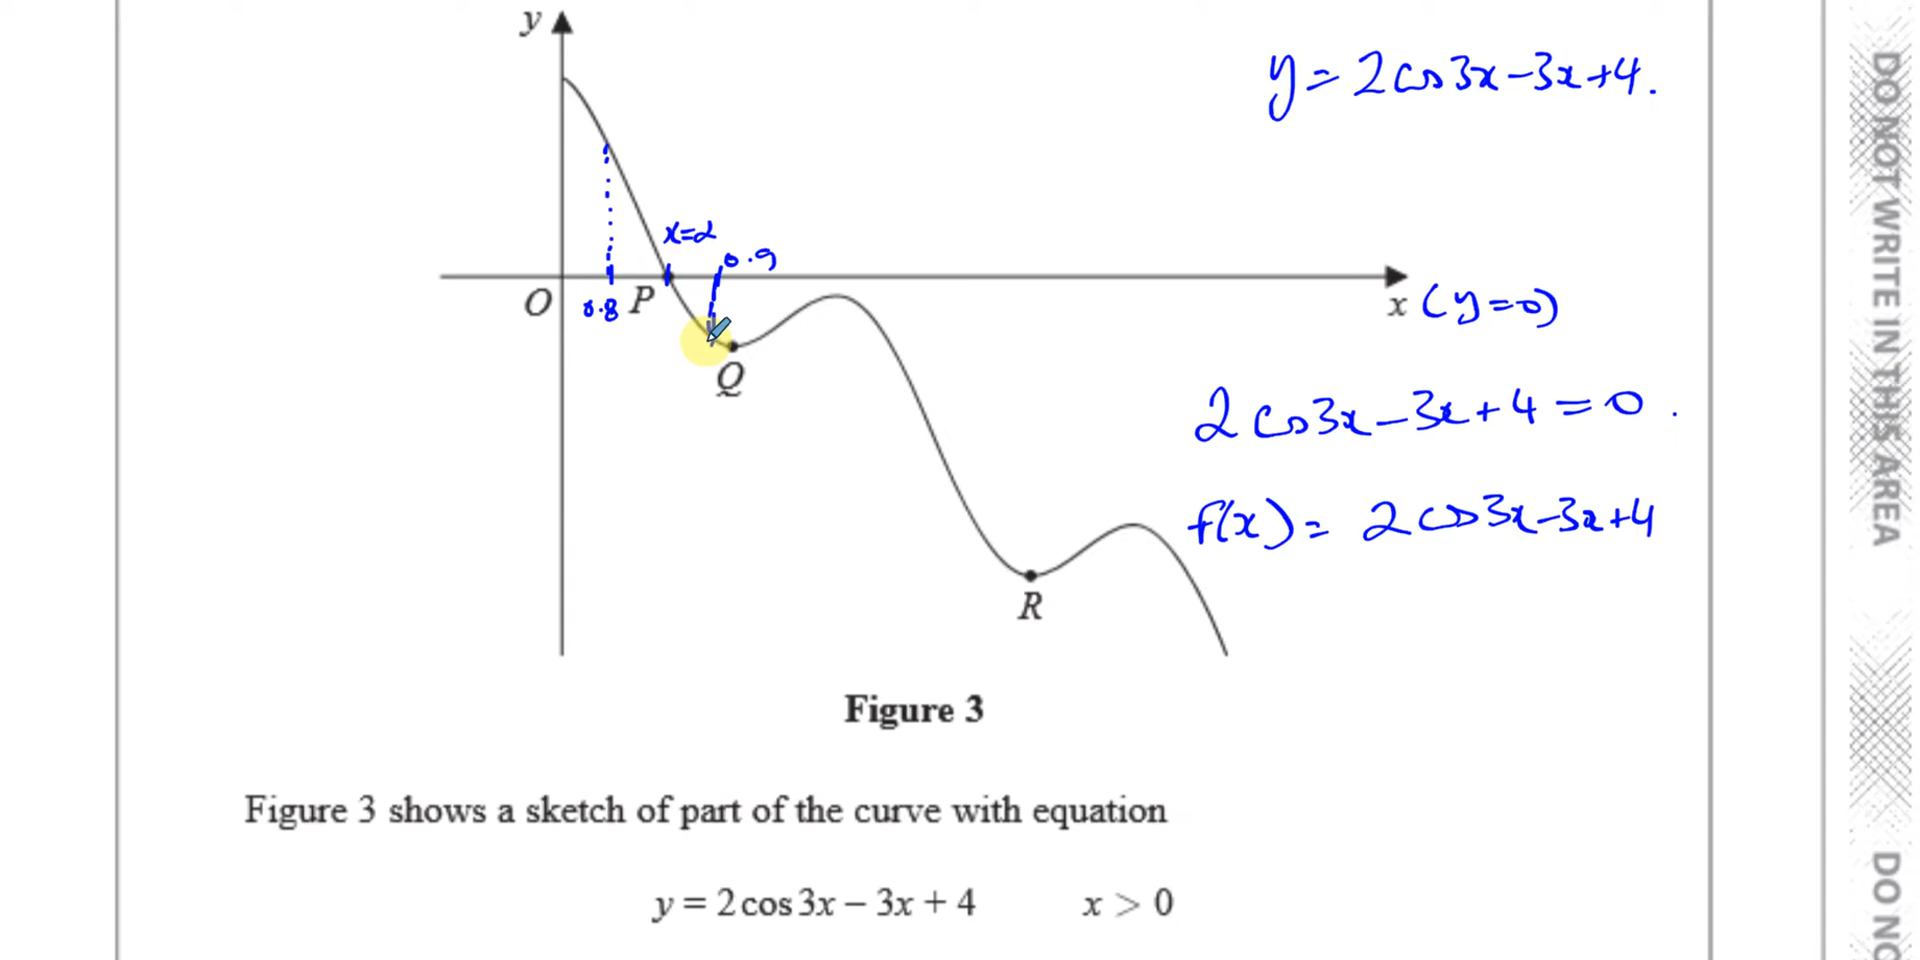 y
y = 2cos3x-3x+4.
x=2
0.9
O
0.8
P
x (y=0)
Q
2cos3x-3x+4=0.
f(x)= 2cos3x-3x+4
R
Figure 3
Figure 3 shows a sketch of part of the curve with equation
y = 2cos3x − 3x + 4 x > 0
DO NOT WRITE IN THIS AREA
DO NO